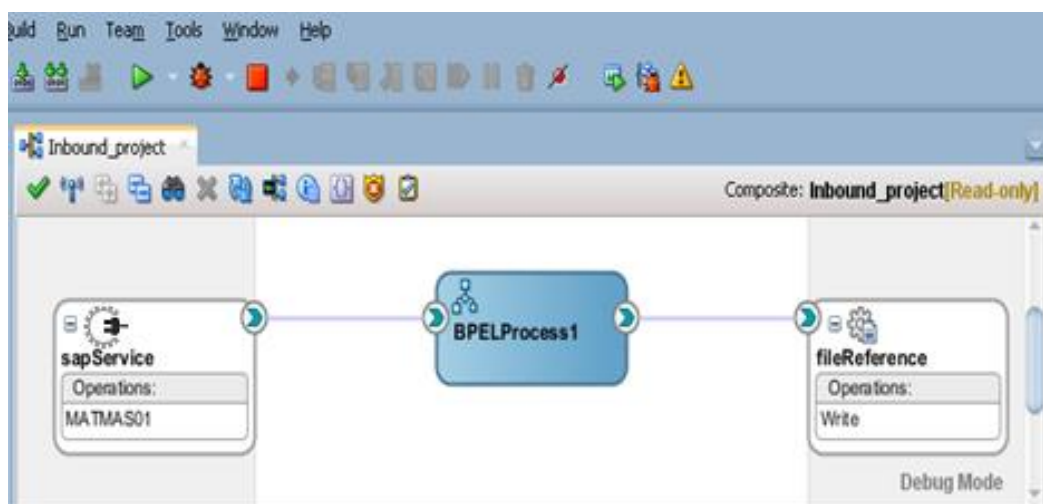 uild Run Team Tools Window Help
Inbound_project
Composite: Inbound_project[Read-only]
sapService
Operations:
MATMAS01
BPELProcess1
fileReference
Operations:
Write
Debug Mode